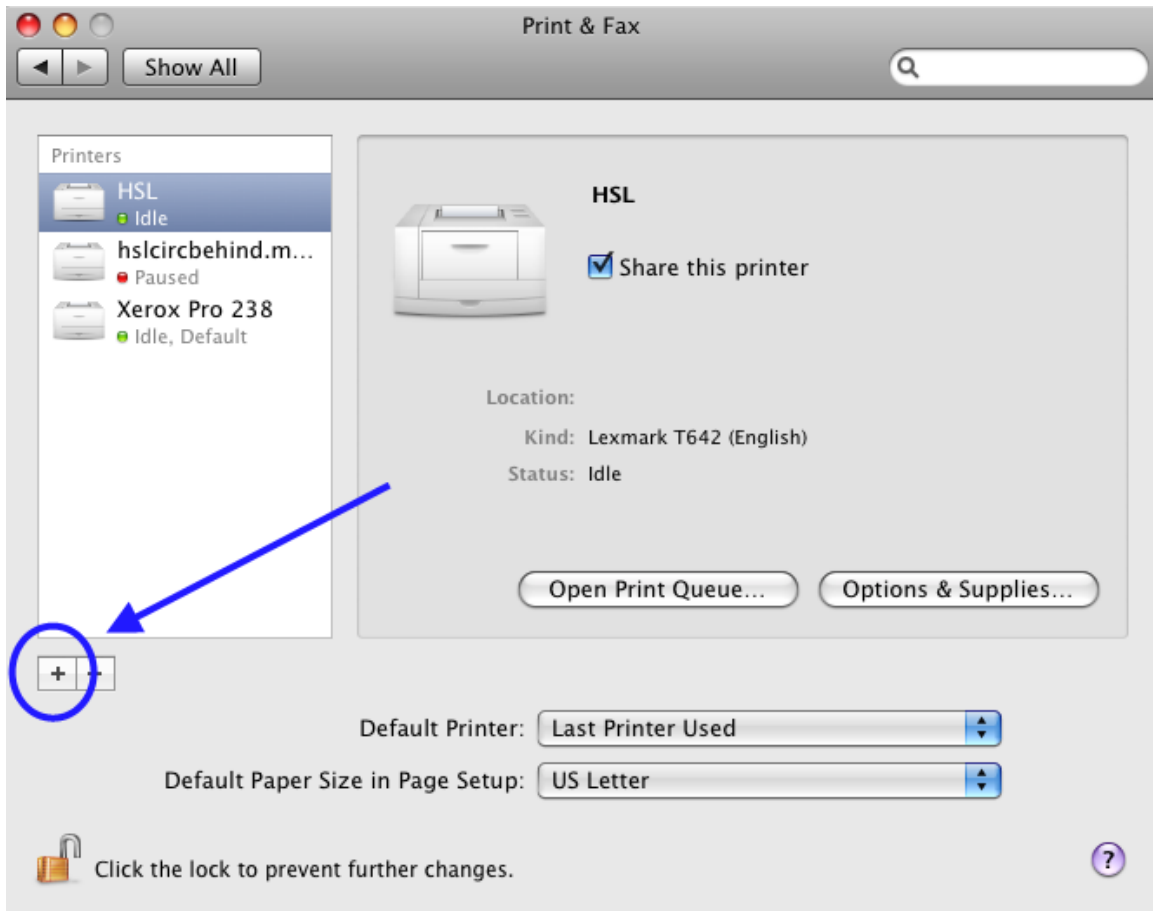 Print & Fax
Show All
Printers
HSL
Idle
hslcircbehind.m...
Paused
Xerox Pro 238
Idle, Default
HSL
Share this printer
Location:
Kind: Lexmark T642 (English)
Status: Idle
Open Print Queue...
Options & Supplies...
+ -
Default Printer: Last Printer Used
Default Paper Size in Page Setup: US Letter
Click the lock to prevent further changes.
?